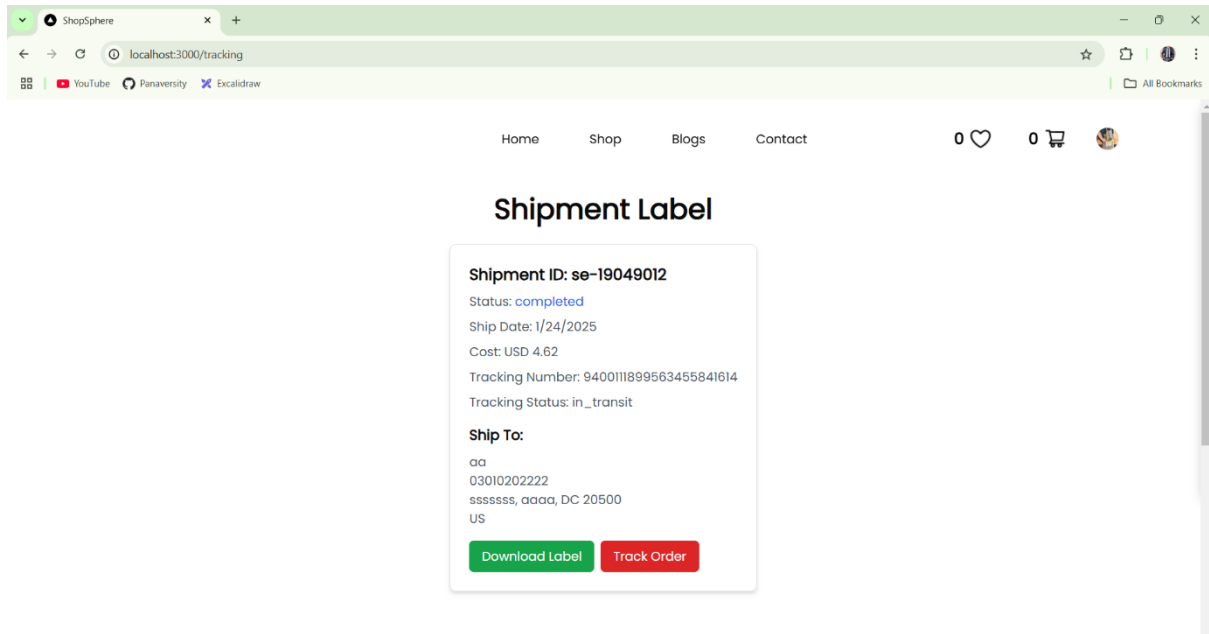 ShopSphere
localhost:3000/tracking
YouTube Panaversity Excalidraw All Bookmarks
Home Shop Blogs Contact 0 0
Shipment Label
Shipment ID: se-19049012
Status: completed
Ship Date: 1/24/2025
Cost: USD 4.62
Tracking Number: 9400111899563455841614
Tracking Status: in_transit
Ship To:
aa
03010202222
sssssss, aaaa, DC 20500
US
Download Label Track Order